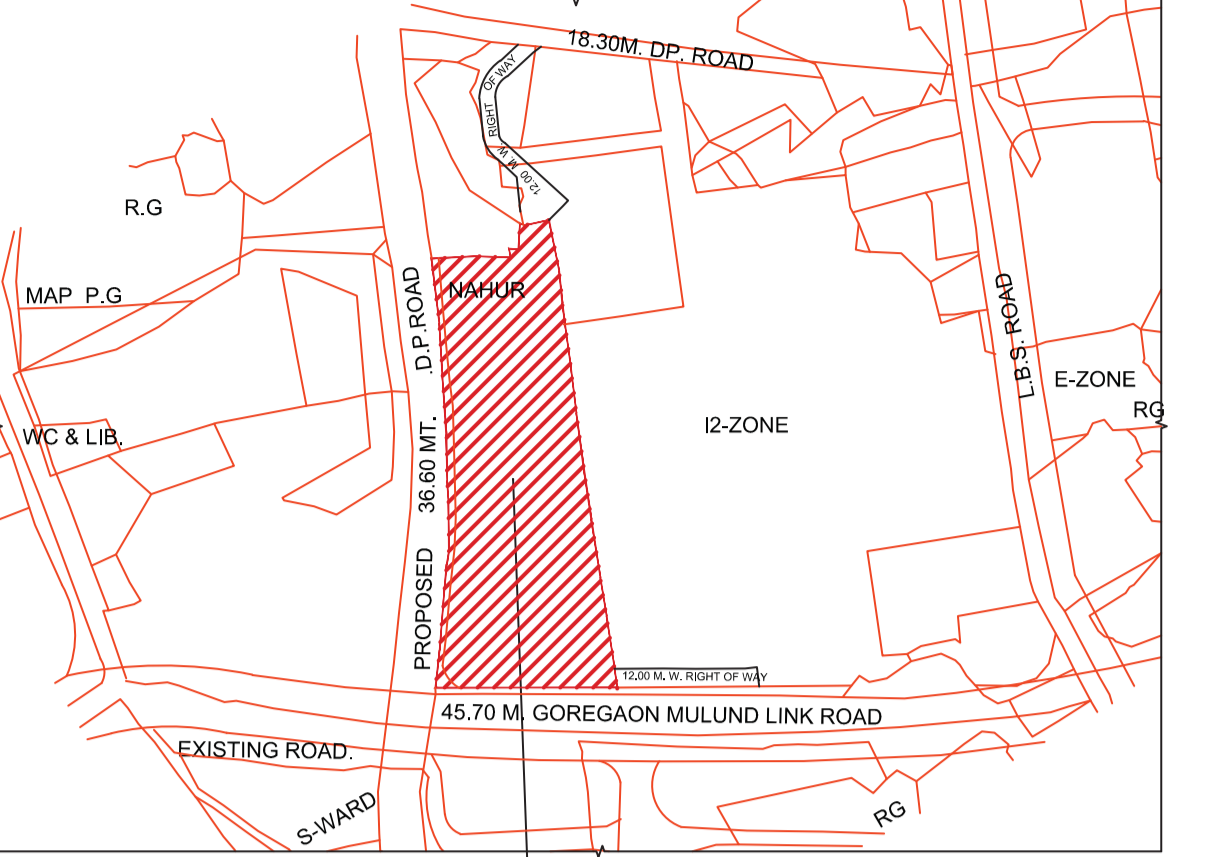 18.30M. DP. ROAD
12.00 M. W. RIGHT OF WAY
R.G
MAP P.G
NAHUR
PROPOSED 36.60 MT. .D.P.ROAD
L.B.S. ROAD
E-ZONE
RG
I2-ZONE
WC & LIB.
12.00 M. W. RIGHT OF WAY
45.70 M. GOREGAON MULUND LINK ROAD
EXISTING ROAD.
S-WARD
RG